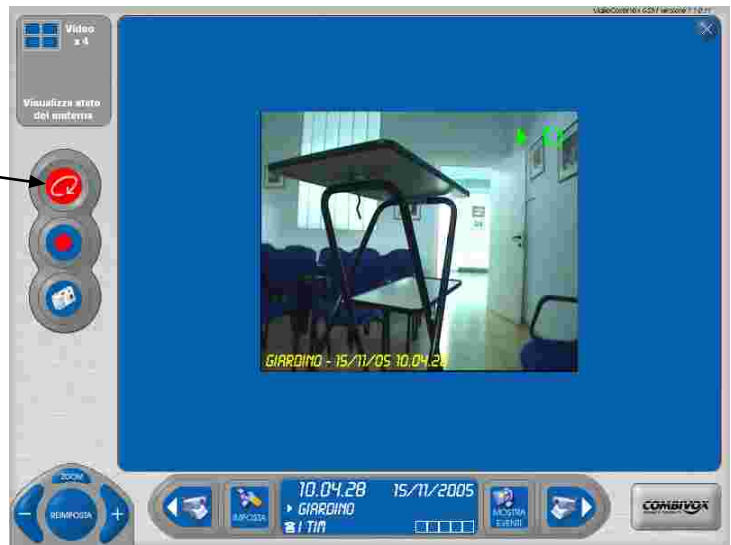 Video
x 4
Visualizza stato
del sistema
GIARDINO - 15/11/05 10.04.28
ZOOM
- REIMPOSTA +
IMPOSTA
10.04.28 15/11/2005
GIARDINO
I TIM
MOSTRA
EVENTI
COMBIVOX